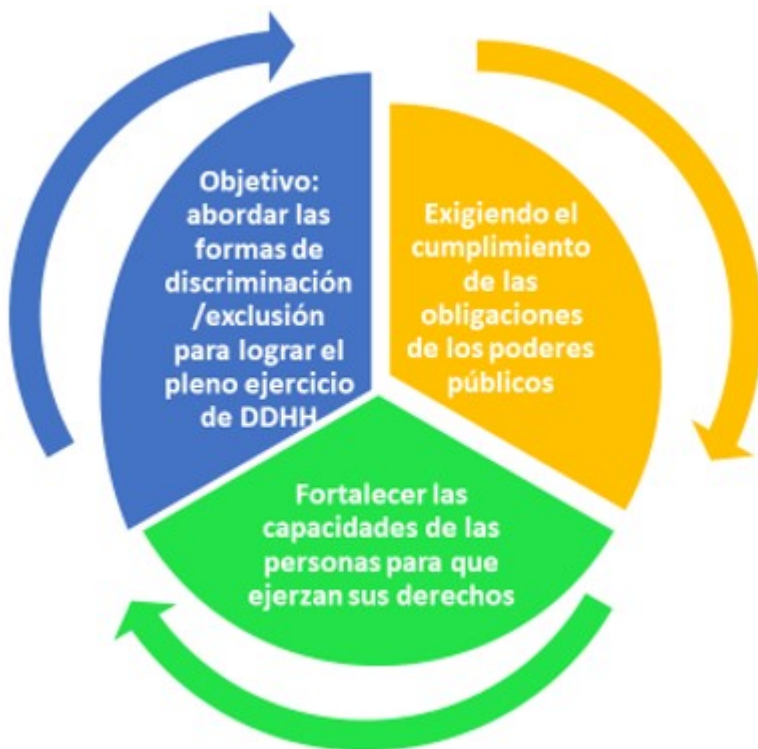 Objetivo:
abordar las
formas de
discriminación
/exclusión
para lograr el
pleno ejercicio
de DDHH
Exigiendo el
cumplimiento
de las
obligaciones
de los poderes
públicos
Fortalecer las
capacidades de las
personas para que
ejerzan sus derechos